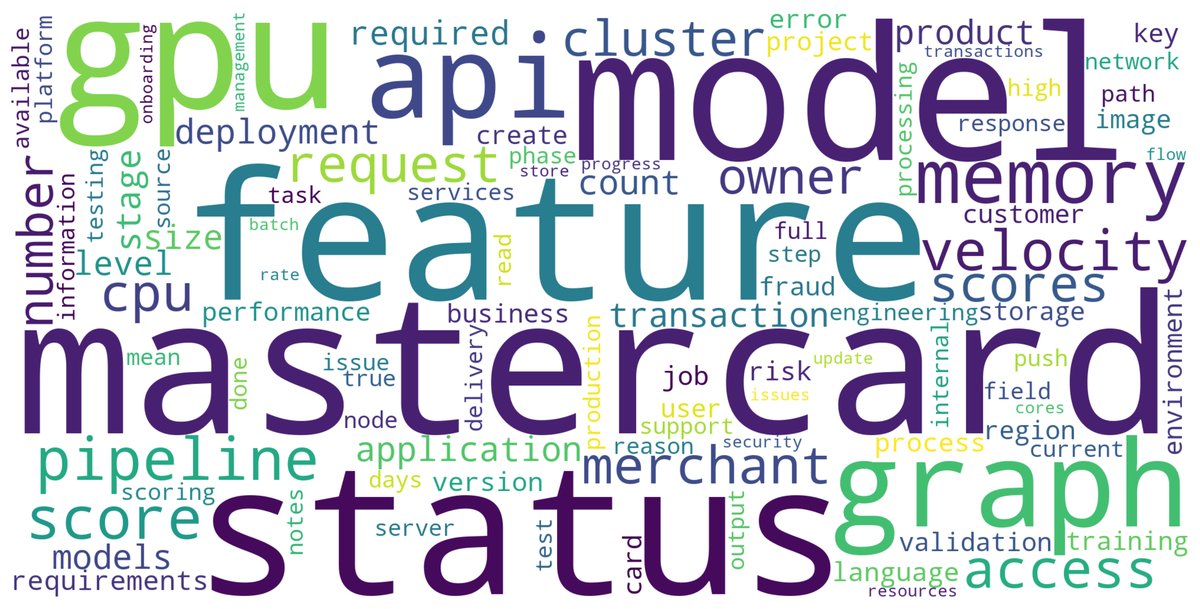 gpu
model
feature
mastercard
status
graph
api
cluster
memory
velocity
request
required
deployment
error
project
product
transactions
key
network
path
image
high
response
processing
flow
available
platform
onboarding
management
create
phase
progress
store
count
owner
services
task
customer
number
information
testing
stage
source
size
batch
level
cpu
rate
read
full
step
scores
fraud
performance
business
transaction
engineering
storage
environment
mean
done
issue
true
node
delivery
production
job
risk
user
support
update
issues
internal
push
field
cores
region
current
process
reason
security
merchant
pipeline
application
scoring
days
version
score
notes
server
test
card
output
models
requirements
validation
training
language
access
resources